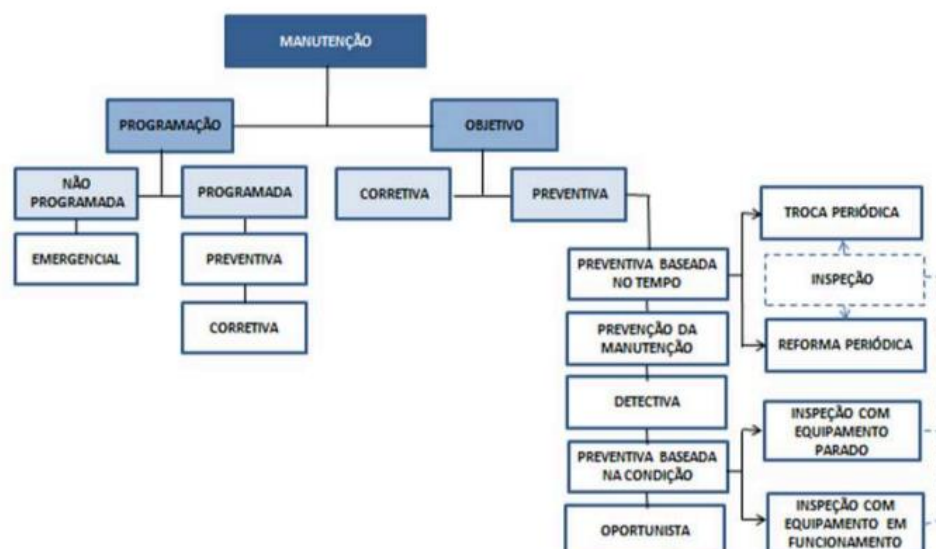 MANUTENÇÃO
PROGRAMAÇÃO
OBJETIVO
NÃO
PROGRAMADA
PROGRAMADA
CORRETIVA
PREVENTIVA
EMERGENCIAL
PREVENTIVA
CORRETIVA
PREVENTIVA BASEADA
NO TEMPO
TROCA PERIÓDICA
INSPEÇÃO
REFORMA PERIÓDICA
PREVENÇÃO DA
MANUTENÇÃO
DETECTIVA
PREVENTIVA BASEADA
NA CONDIÇÃO
INSPEÇÃO COM
EQUIPAMENTO
PARADO
OPORTUNISTA
INSPEÇÃO COM
EQUIPAMENTO EM
FUNCIONAMENTO